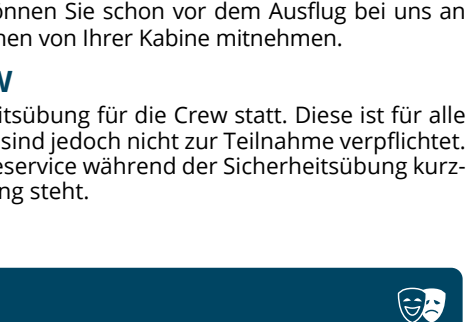 önnen Sie schon vor dem Ausflug bei uns an
nen von Ihrer Kabine mitnehmen.
W
itsübung für die Crew statt. Diese ist für alle
sind jedoch nicht zur Teilnahme verpflichtet.
eservice während der Sicherheitsübung kurz-
ng steht.